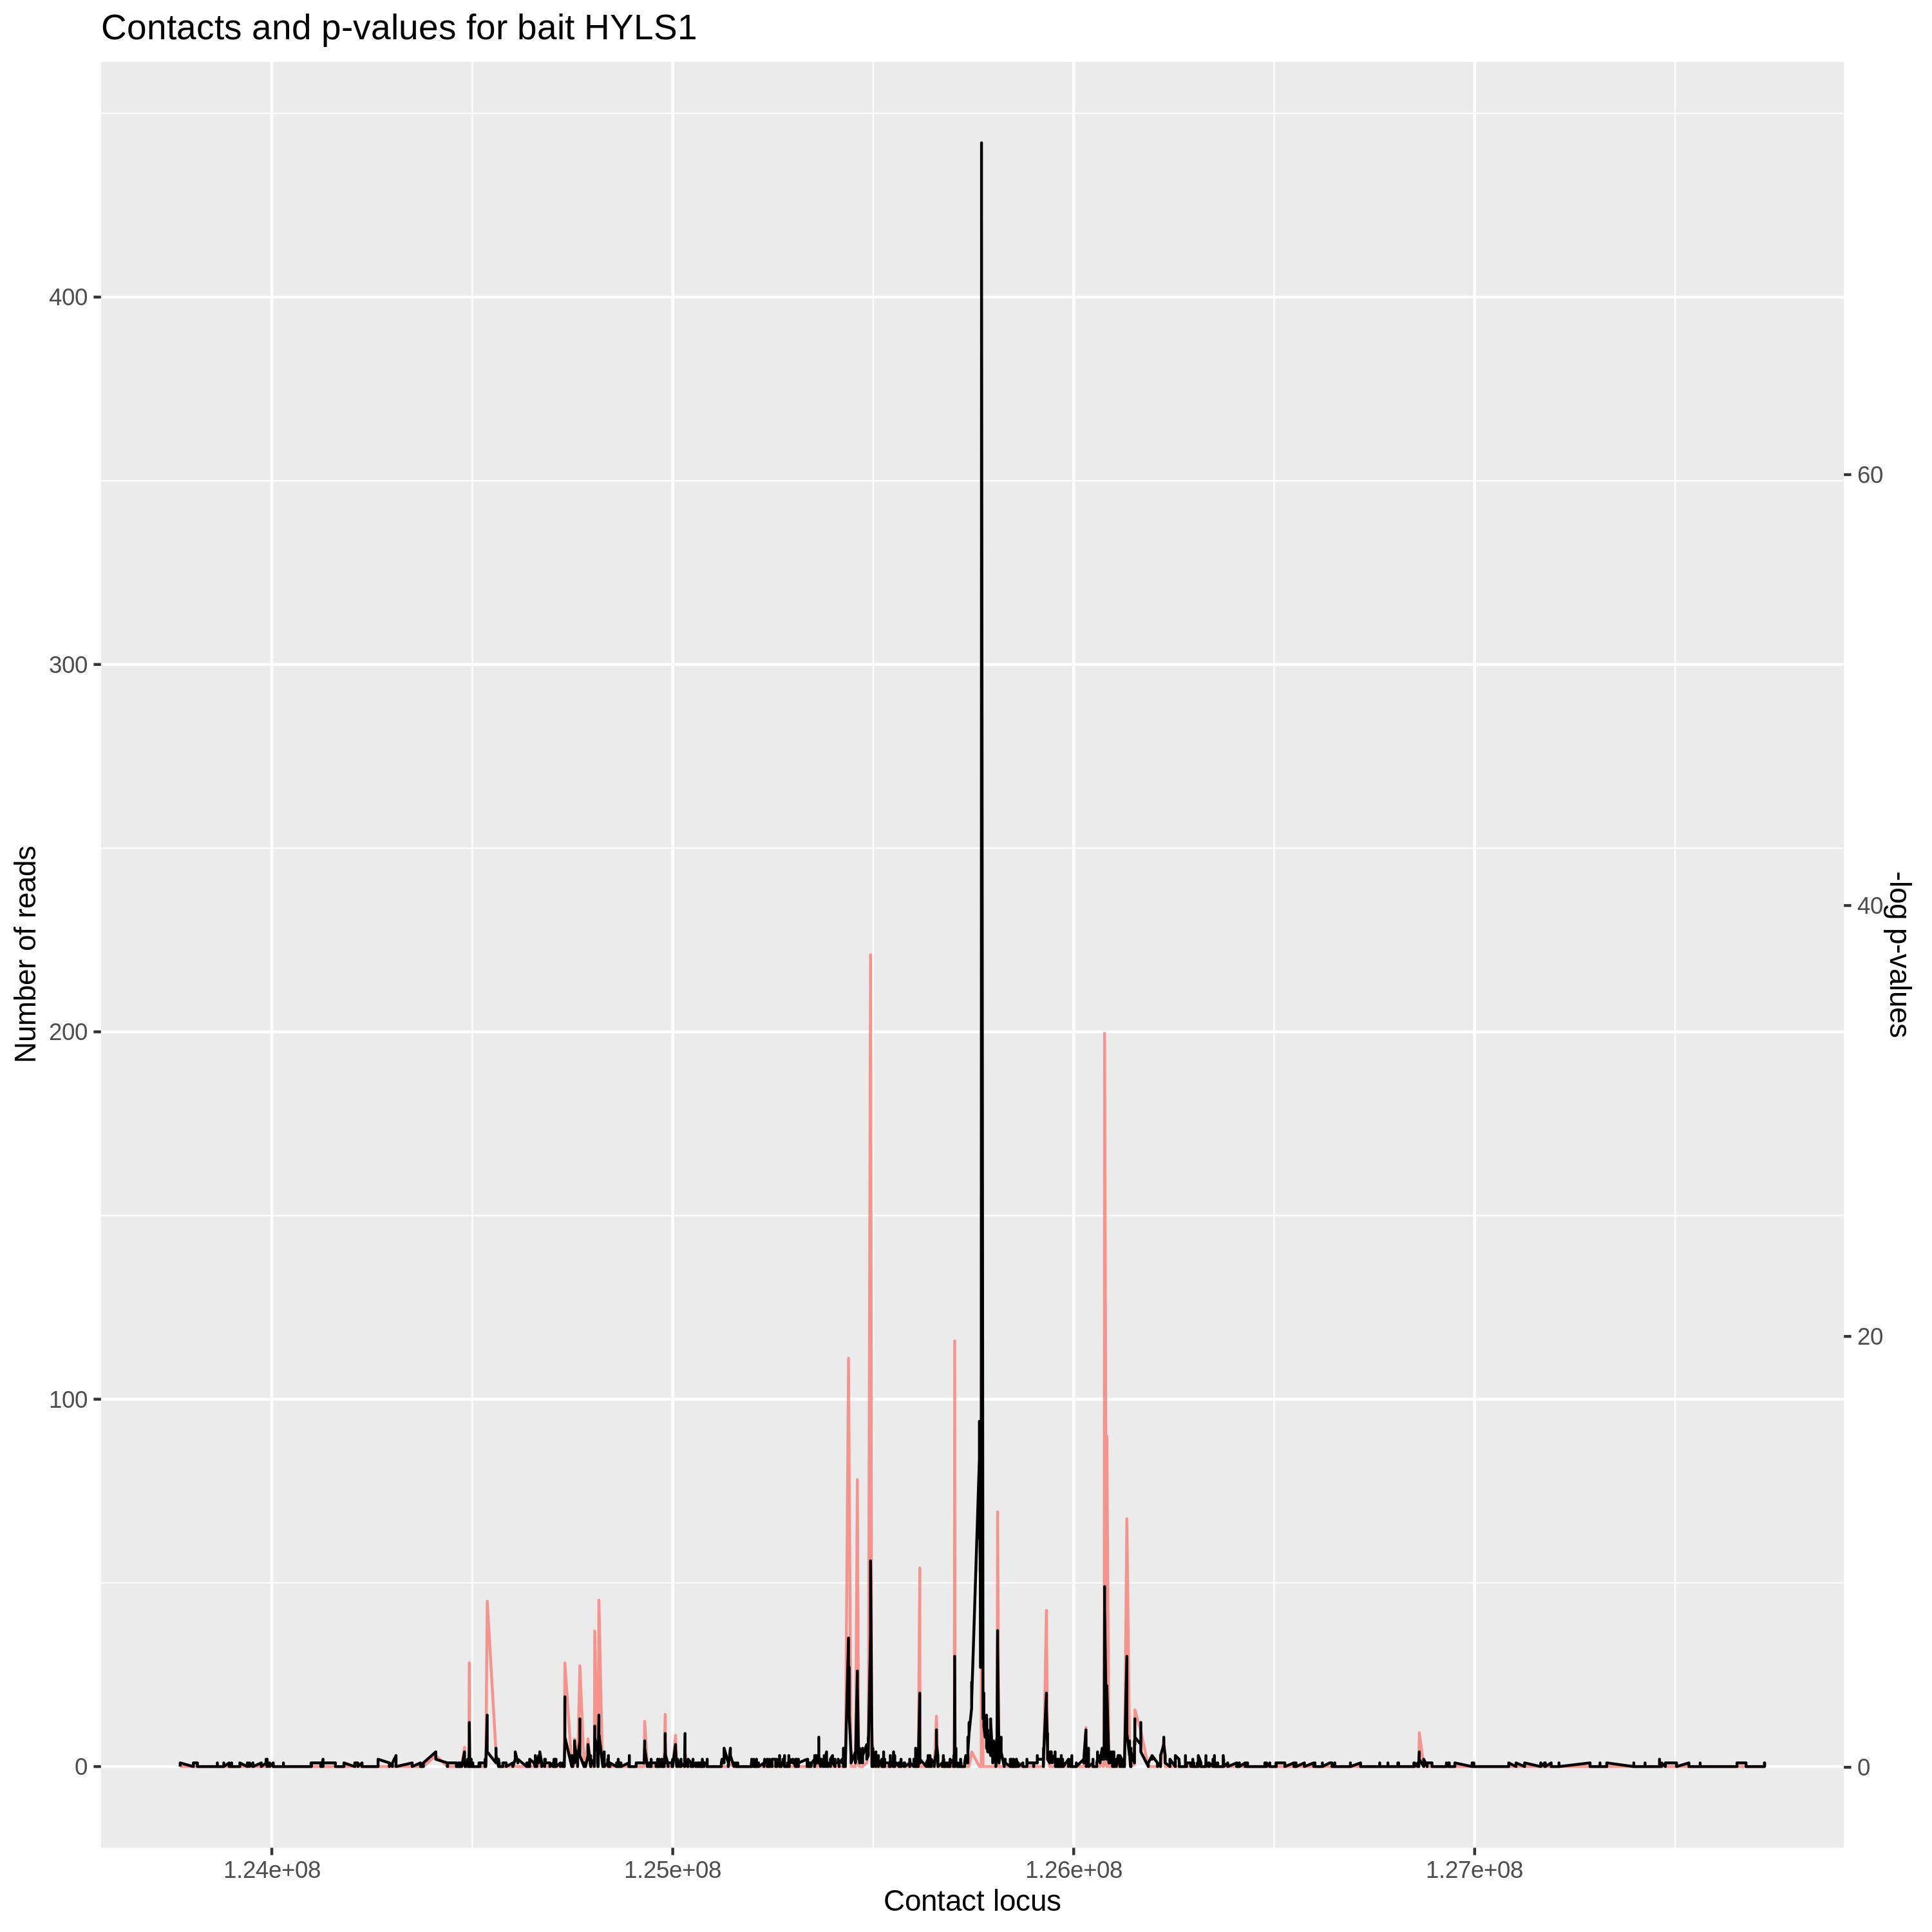 Contacts and p-values for bait HYLS1
Number of reads
400
300
200
100
0
60
40
20
0
-log p-values
1.24e+08
1.25e+08
1.26e+08
1.27e+08
Contact locus